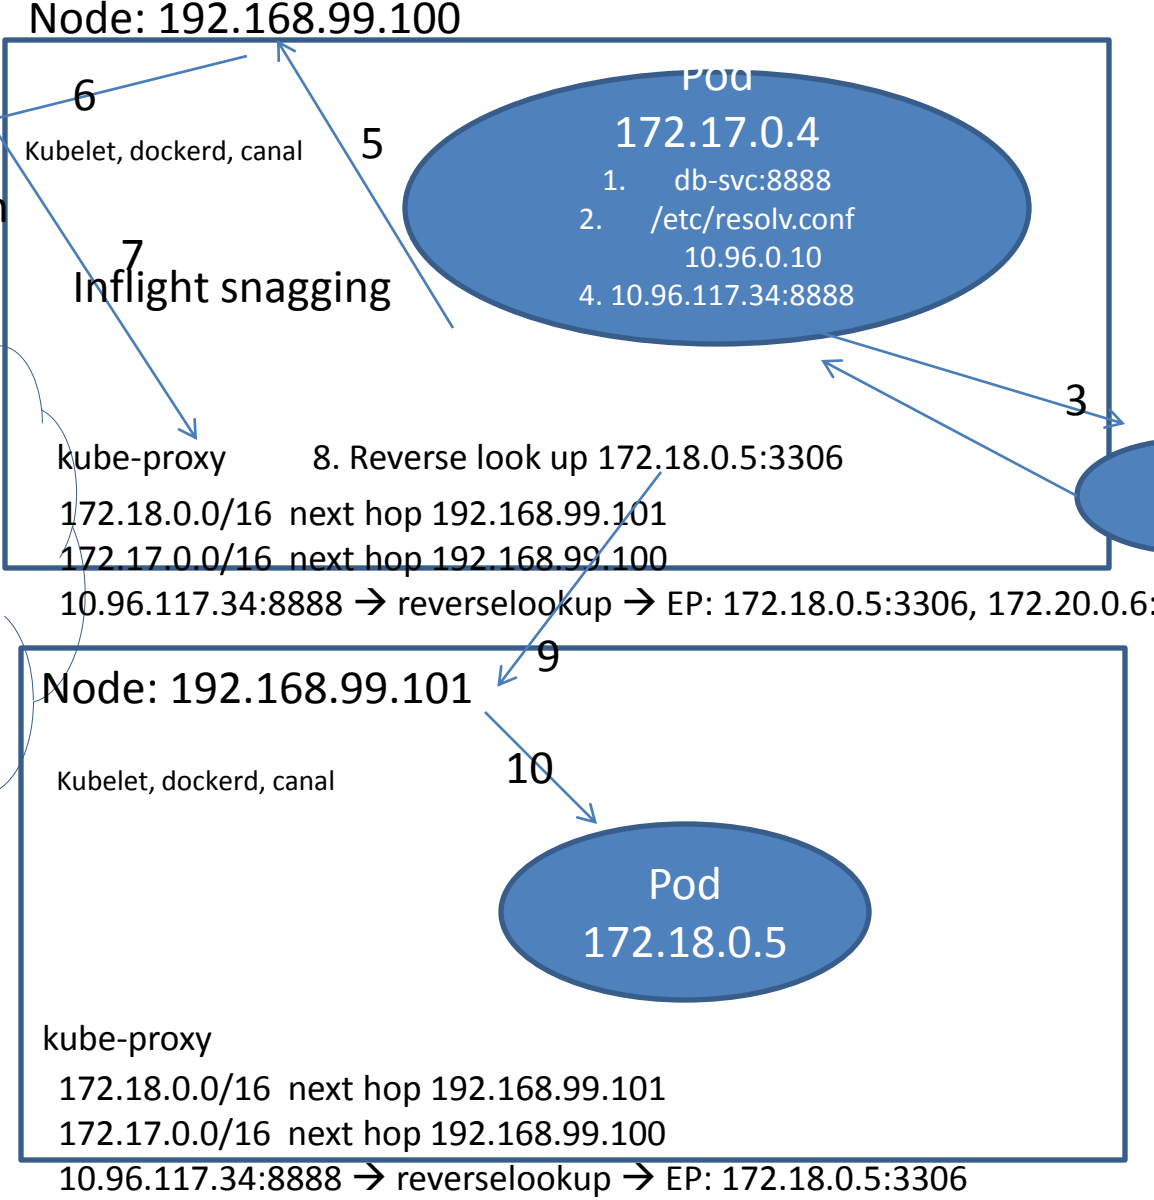 Node: 192.168.99.100
6
Kubelet, dockerd, canal
5
Pod
172.17.0.4
1. db-svc:8888
2. /etc/resolv.conf
10.96.0.10
4. 10.96.117.34:8888
7
Inflight snagging
3
kube-proxy
8. Reverse look up 172.18.0.5:3306
172.18.0.0/16 next hop 192.168.99.101
172.17.0.0/16 next hop 192.168.99.100
10.96.117.34:8888 → reverselookup → EP: 172.18.0.5:3306, 172.20.0.6:
9
Node: 192.168.99.101
10
Kubelet, dockerd, canal
Pod
172.18.0.5
kube-proxy
172.18.0.0/16 next hop 192.168.99.101
172.17.0.0/16 next hop 192.168.99.100
10.96.117.34:8888 → reverselookup → EP: 172.18.0.5:3306